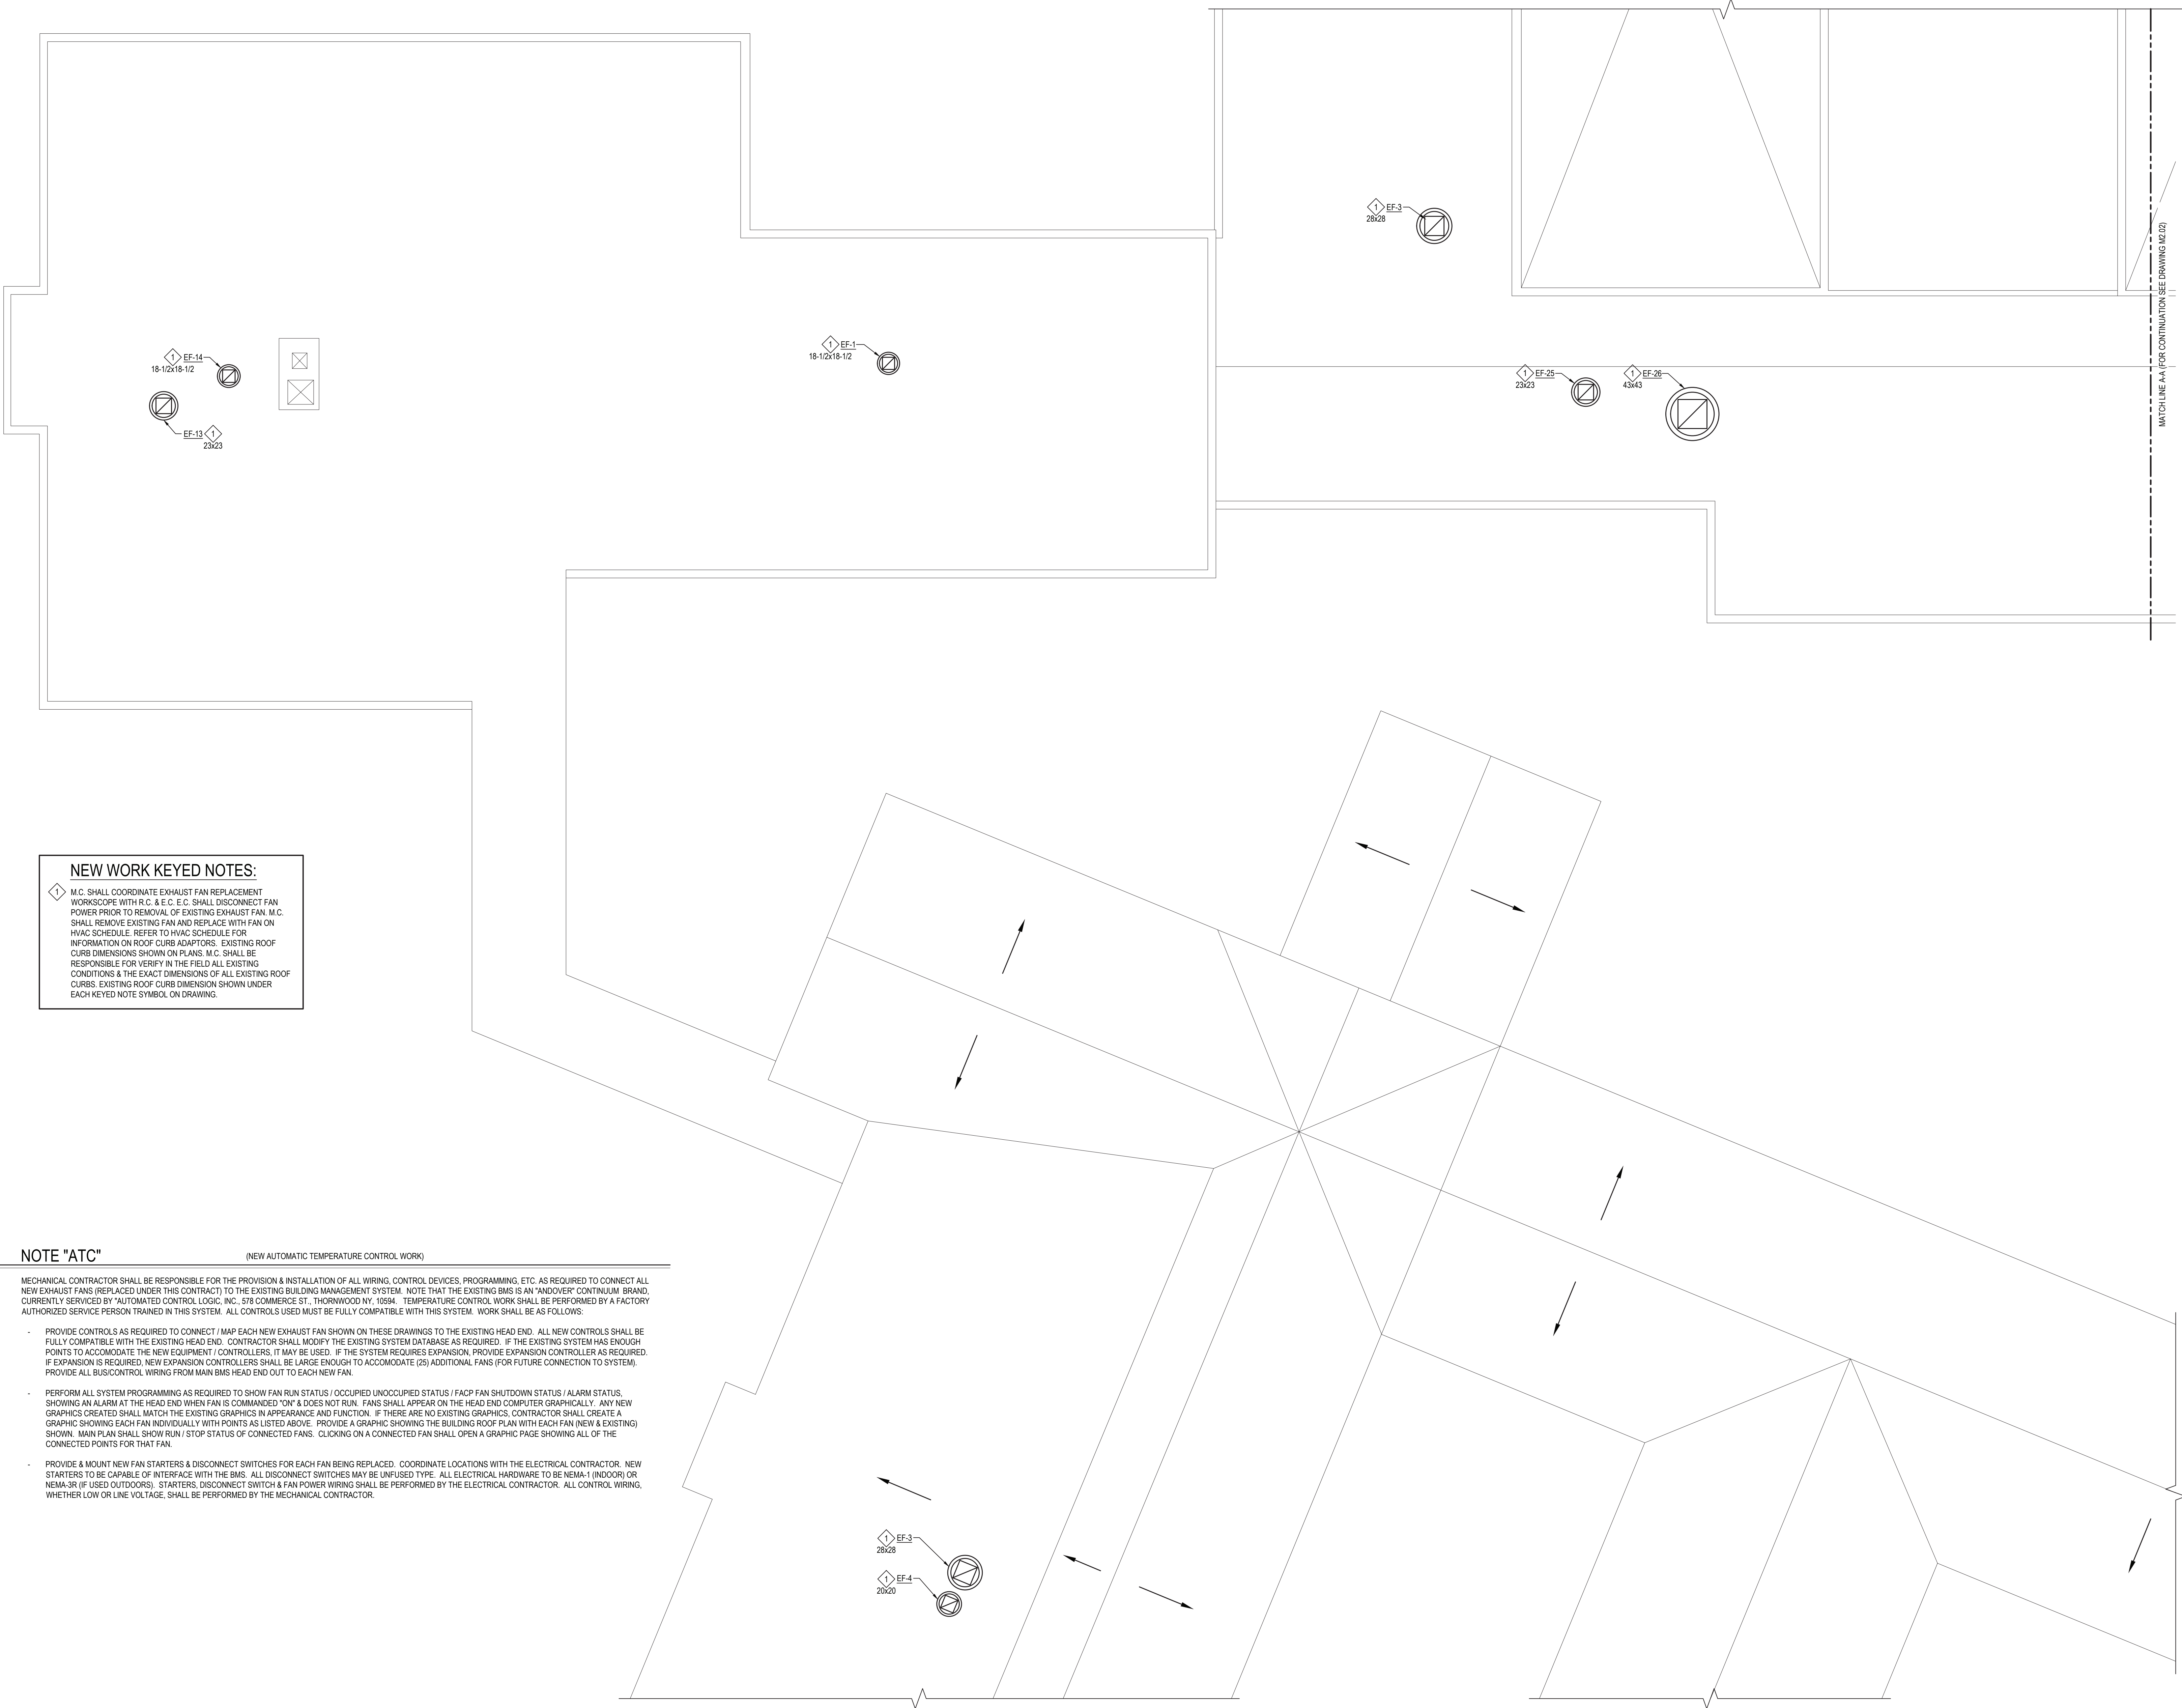 1 EF-3
28x28
MATCH LINE A-A (FOR CONTINUATION SEE DRAWING M2.02)
1 EF-14
18-1/2x18-1/2
1 EF-1
18-1/2x18-1/2
1 EF-25
23x23
1 EF-26
43x43
EF-13 1
23x23
NEW WORK KEYED NOTES:
1 M.C. SHALL COORDINATE EXHAUST FAN REPLACEMENT
WORKSCOPE WITH R.C. & E.C. E.C. SHALL DISCONNECT FAN
POWER PRIOR TO REMOVAL OF EXISTING EXHAUST FAN. M.C.
SHALL REMOVE EXISTING FAN AND REPLACE WITH FAN ON
HVAC SCHEDULE. REFER TO HVAC SCHEDULE FOR
INFORMATION ON ROOF CURB ADAPTORS. EXISTING ROOF
CURB DIMENSIONS SHOWN ON PLANS. M.C. SHALL BE
RESPONSIBLE FOR VERIFY IN THE FIELD ALL EXISTING
CONDITIONS & THE EXACT DIMENSIONS OF ALL EXISTING ROOF
CURBS. EXISTING ROOF CURB DIMENSION SHOWN UNDER
EACH KEYED NOTE SYMBOL ON DRAWING.
NOTE "ATC" (NEW AUTOMATIC TEMPERATURE CONTROL WORK)
MECHANICAL CONTRACTOR SHALL BE RESPONSIBLE FOR THE PROVISION & INSTALLATION OF ALL WIRING, CONTROL DEVICES, PROGRAMMING, ETC. AS REQUIRED TO CONNECT ALL
NEW EXHAUST FANS (REPLACED UNDER THIS CONTRACT) TO THE EXISTING BUILDING MANAGEMENT SYSTEM. NOTE THAT THE EXISTING BMS IS AN "ANDOVER" CONTINUUM BRAND,
CURRENTLY SERVICED BY "AUTOMATED CONTROL LOGIC, INC., 578 COMMERCE ST., THORNWOOD NY, 10594. TEMPERATURE CONTROL WORK SHALL BE PERFORMED BY A FACTORY
AUTHORIZED SERVICE PERSON TRAINED IN THIS SYSTEM. ALL CONTROLS USED MUST BE FULLY COMPATIBLE WITH THIS SYSTEM. WORK SHALL BE AS FOLLOWS:
- PROVIDE CONTROLS AS REQUIRED TO CONNECT / MAP EACH NEW EXHAUST FAN SHOWN ON THESE DRAWINGS TO THE EXISTING HEAD END. ALL NEW CONTROLS SHALL BE
FULLY COMPATIBLE WITH THE EXISTING HEAD END. CONTRACTOR SHALL MODIFY THE EXISTING SYSTEM DATABASE AS REQUIRED. IF THE EXISTING SYSTEM HAS ENOUGH
POINTS TO ACCOMODATE THE NEW EQUIPMENT / CONTROLLERS, IT MAY BE USED. IF THE SYSTEM REQUIRES EXPANSION, PROVIDE EXPANSION CONTROLLER AS REQUIRED.
IF EXPANSION IS REQUIRED, NEW EXPANSION CONTROLLERS SHALL BE LARGE ENOUGH TO ACCOMODATE (25) ADDITIONAL FANS (FOR FUTURE CONNECTION TO SYSTEM).
PROVIDE ALL BUS/CONTROL WIRING FROM MAIN BMS HEAD END OUT TO EACH NEW FAN.
- PERFORM ALL SYSTEM PROGRAMMING AS REQUIRED TO SHOW FAN RUN STATUS / OCCUPIED UNOCCUPIED STATUS / FACP FAN SHUTDOWN STATUS / ALARM STATUS,
SHOWING AN ALARM AT THE HEAD END WHEN FAN IS COMMANDED "ON" & DOES NOT RUN. FANS SHALL APPEAR ON THE HEAD END COMPUTER GRAPHICALLY. ANY NEW
GRAPHICS CREATED SHALL MATCH THE EXISTING GRAPHICS IN APPEARANCE AND FUNCTION. IF THERE ARE NO EXISTING GRAPHICS, CONTRACTOR SHALL CREATE A
GRAPHIC SHOWING EACH FAN INDIVIDUALLY WITH POINTS AS LISTED ABOVE. PROVIDE A GRAPHIC SHOWING THE BUILDING ROOF PLAN WITH EACH FAN (NEW & EXISTING)
SHOWN. MAIN PLAN SHALL SHOW RUN / STOP STATUS OF CONNECTED FANS. CLICKING ON A CONNECTED FAN SHALL OPEN A GRAPHIC PAGE SHOWING ALL OF THE
CONNECTED POINTS FOR THAT FAN.
- PROVIDE & MOUNT NEW FAN STARTERS & DISCONNECT SWITCHES FOR EACH FAN BEING REPLACED. COORDINATE LOCATIONS WITH THE ELECTRICAL CONTRACTOR. NEW
STARTERS TO BE CAPABLE OF INTERFACE WITH THE BMS. ALL DISCONNECT SWITCHES MAY BE UNFUSED TYPE. ALL ELECTRICAL HARDWARE TO BE NEMA-1 (INDOOR) OR
NEMA-3R (IF USED OUTDOORS). STARTERS, DISCONNECT SWITCH & FAN POWER WIRING SHALL BE PERFORMED BY THE ELECTRICAL CONTRACTOR. ALL CONTROL WIRING,
WHETHER LOW OR LINE VOLTAGE, SHALL BE PERFORMED BY THE MECHANICAL CONTRACTOR.
1 EF-3
28x28
1 EF-4
20x20